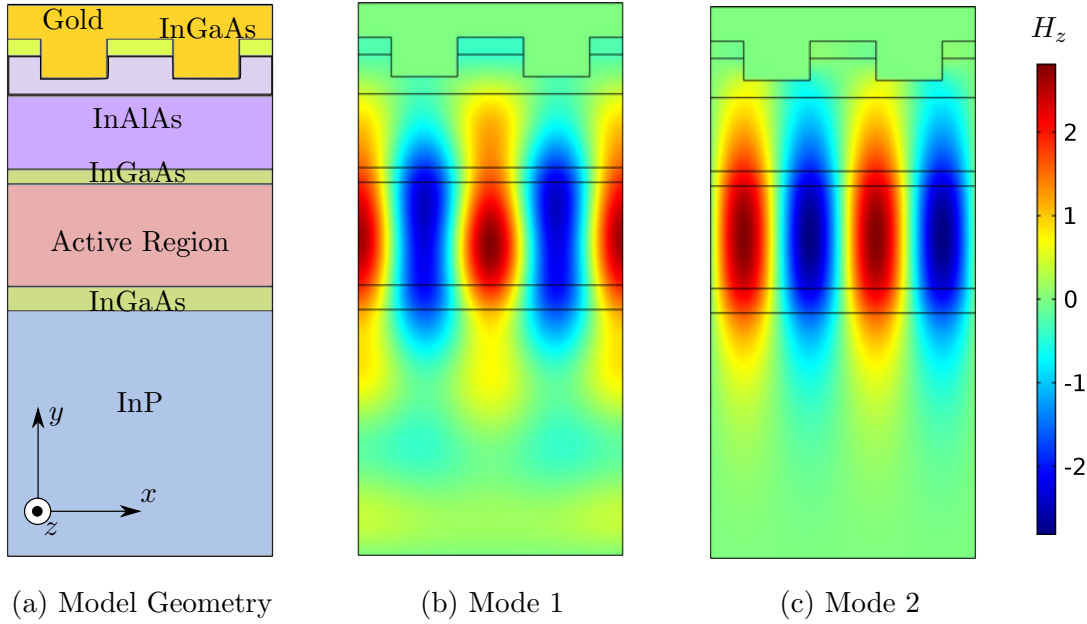 Gold
InGaAs
InAlAs
InGaAs
Active Region
InGaAs
InP
y
x
z
H_z
2
1
0
-1
-2
(a) Model Geometry
(b) Mode 1
(c) Mode 2